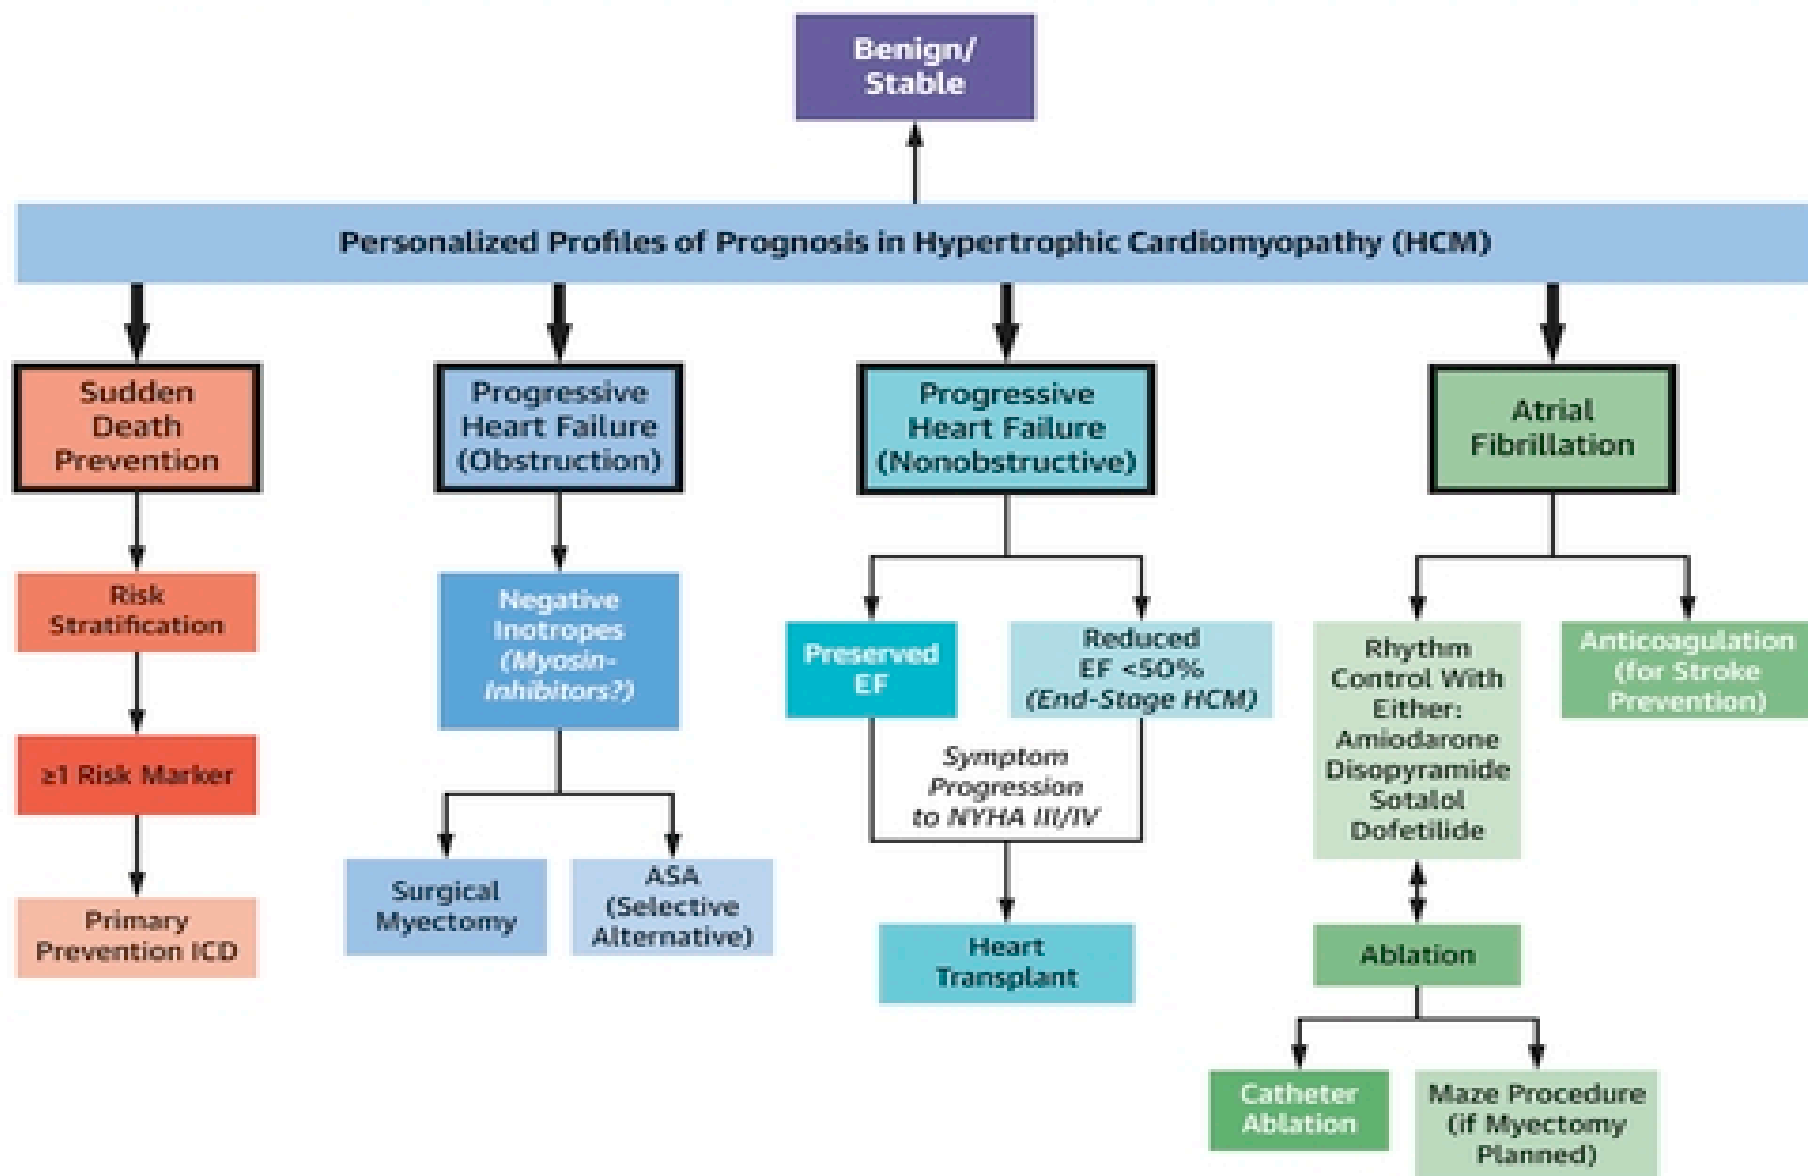 Benign/
Stable
Personalized Profiles of Prognosis in Hypertrophic Cardiomyopathy (HCM)
Sudden
Death
Prevention
Risk
Stratification
≥1 Risk Marker
Primary
Prevention ICD
Progressive
Heart Failure
(Obstruction)
Negative
Inotropes
(Myosin-
Inhibitors?)
Surgical
Myectomy
ASA
(Selective
Alternative)
Progressive
Heart Failure
(Nonobstructive)
Preserved
EF
Reduced
EF <50%
(End-Stage HCM)
Symptom
Progression
to NYHA III/IV
Heart
Transplant
Atrial
Fibrillation
Rhythm
Control With
Either:
Amiodarone
Disopyramide
Sotalol
Dofetilide
Anticoagulation
(for Stroke
Prevention)
Ablation
Catheter
Ablation
Maze Procedure
(if Myectomy
Planned)